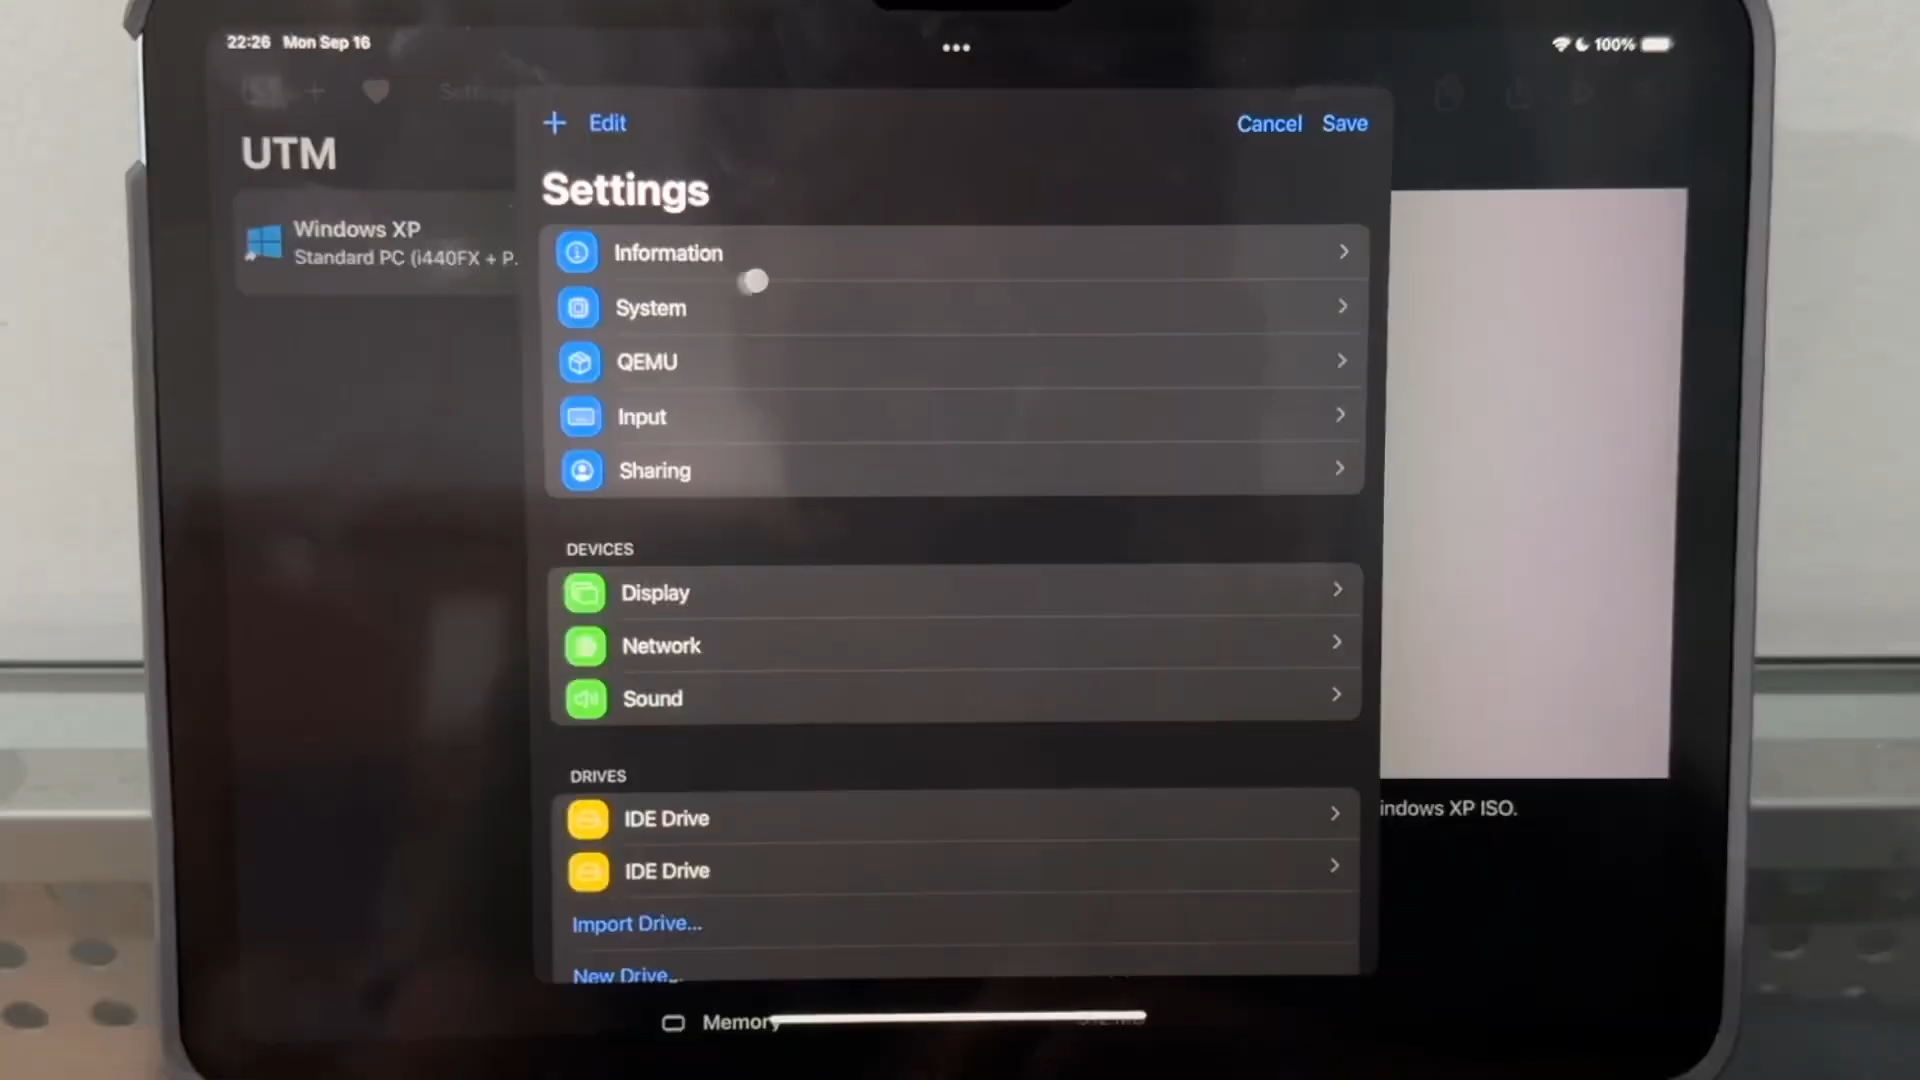 22:26 Mon Sep 16
100%
UTM
Windows XP
Standard PC (i440FX + P.
+ Edit
Cancel Save
Settings
Information
System
QEMU
Input
Sharing
DEVICES
Display
Network
Sound
DRIVES
IDE Drive
IDE Drive
Import Drive...
New Drive...
indows XP ISO.
Memory